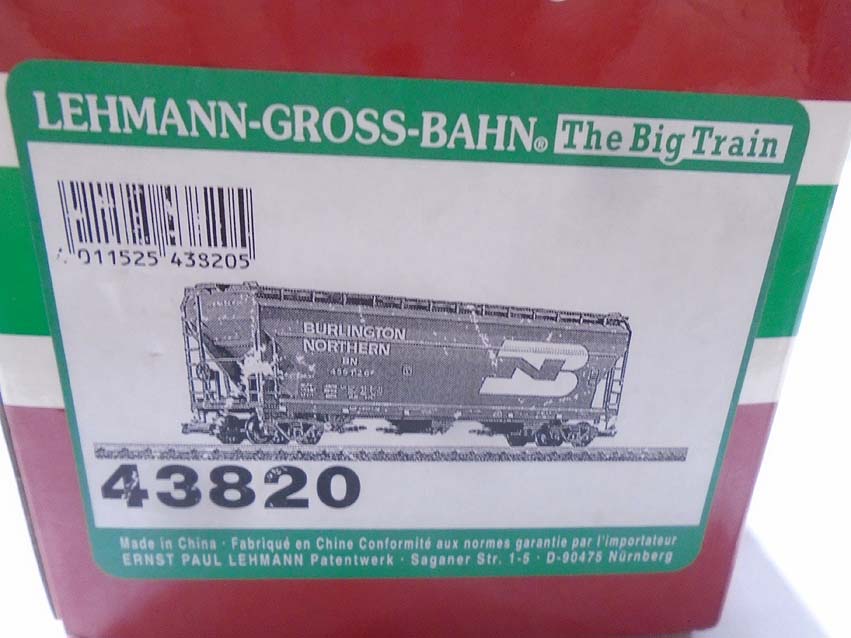 LEHMANN-GROSS-BAHN® The Big Train
011525 438205
BURLINGTON
NORTHERN
BN
BN
43820
Made in China · Fabriqué en Chine Conformité aux normes garantie par l'importateur
ERNST PAUL LEHMANN Patentwerk · Saganer Str. 1-5 · D-90475 Nürnberg